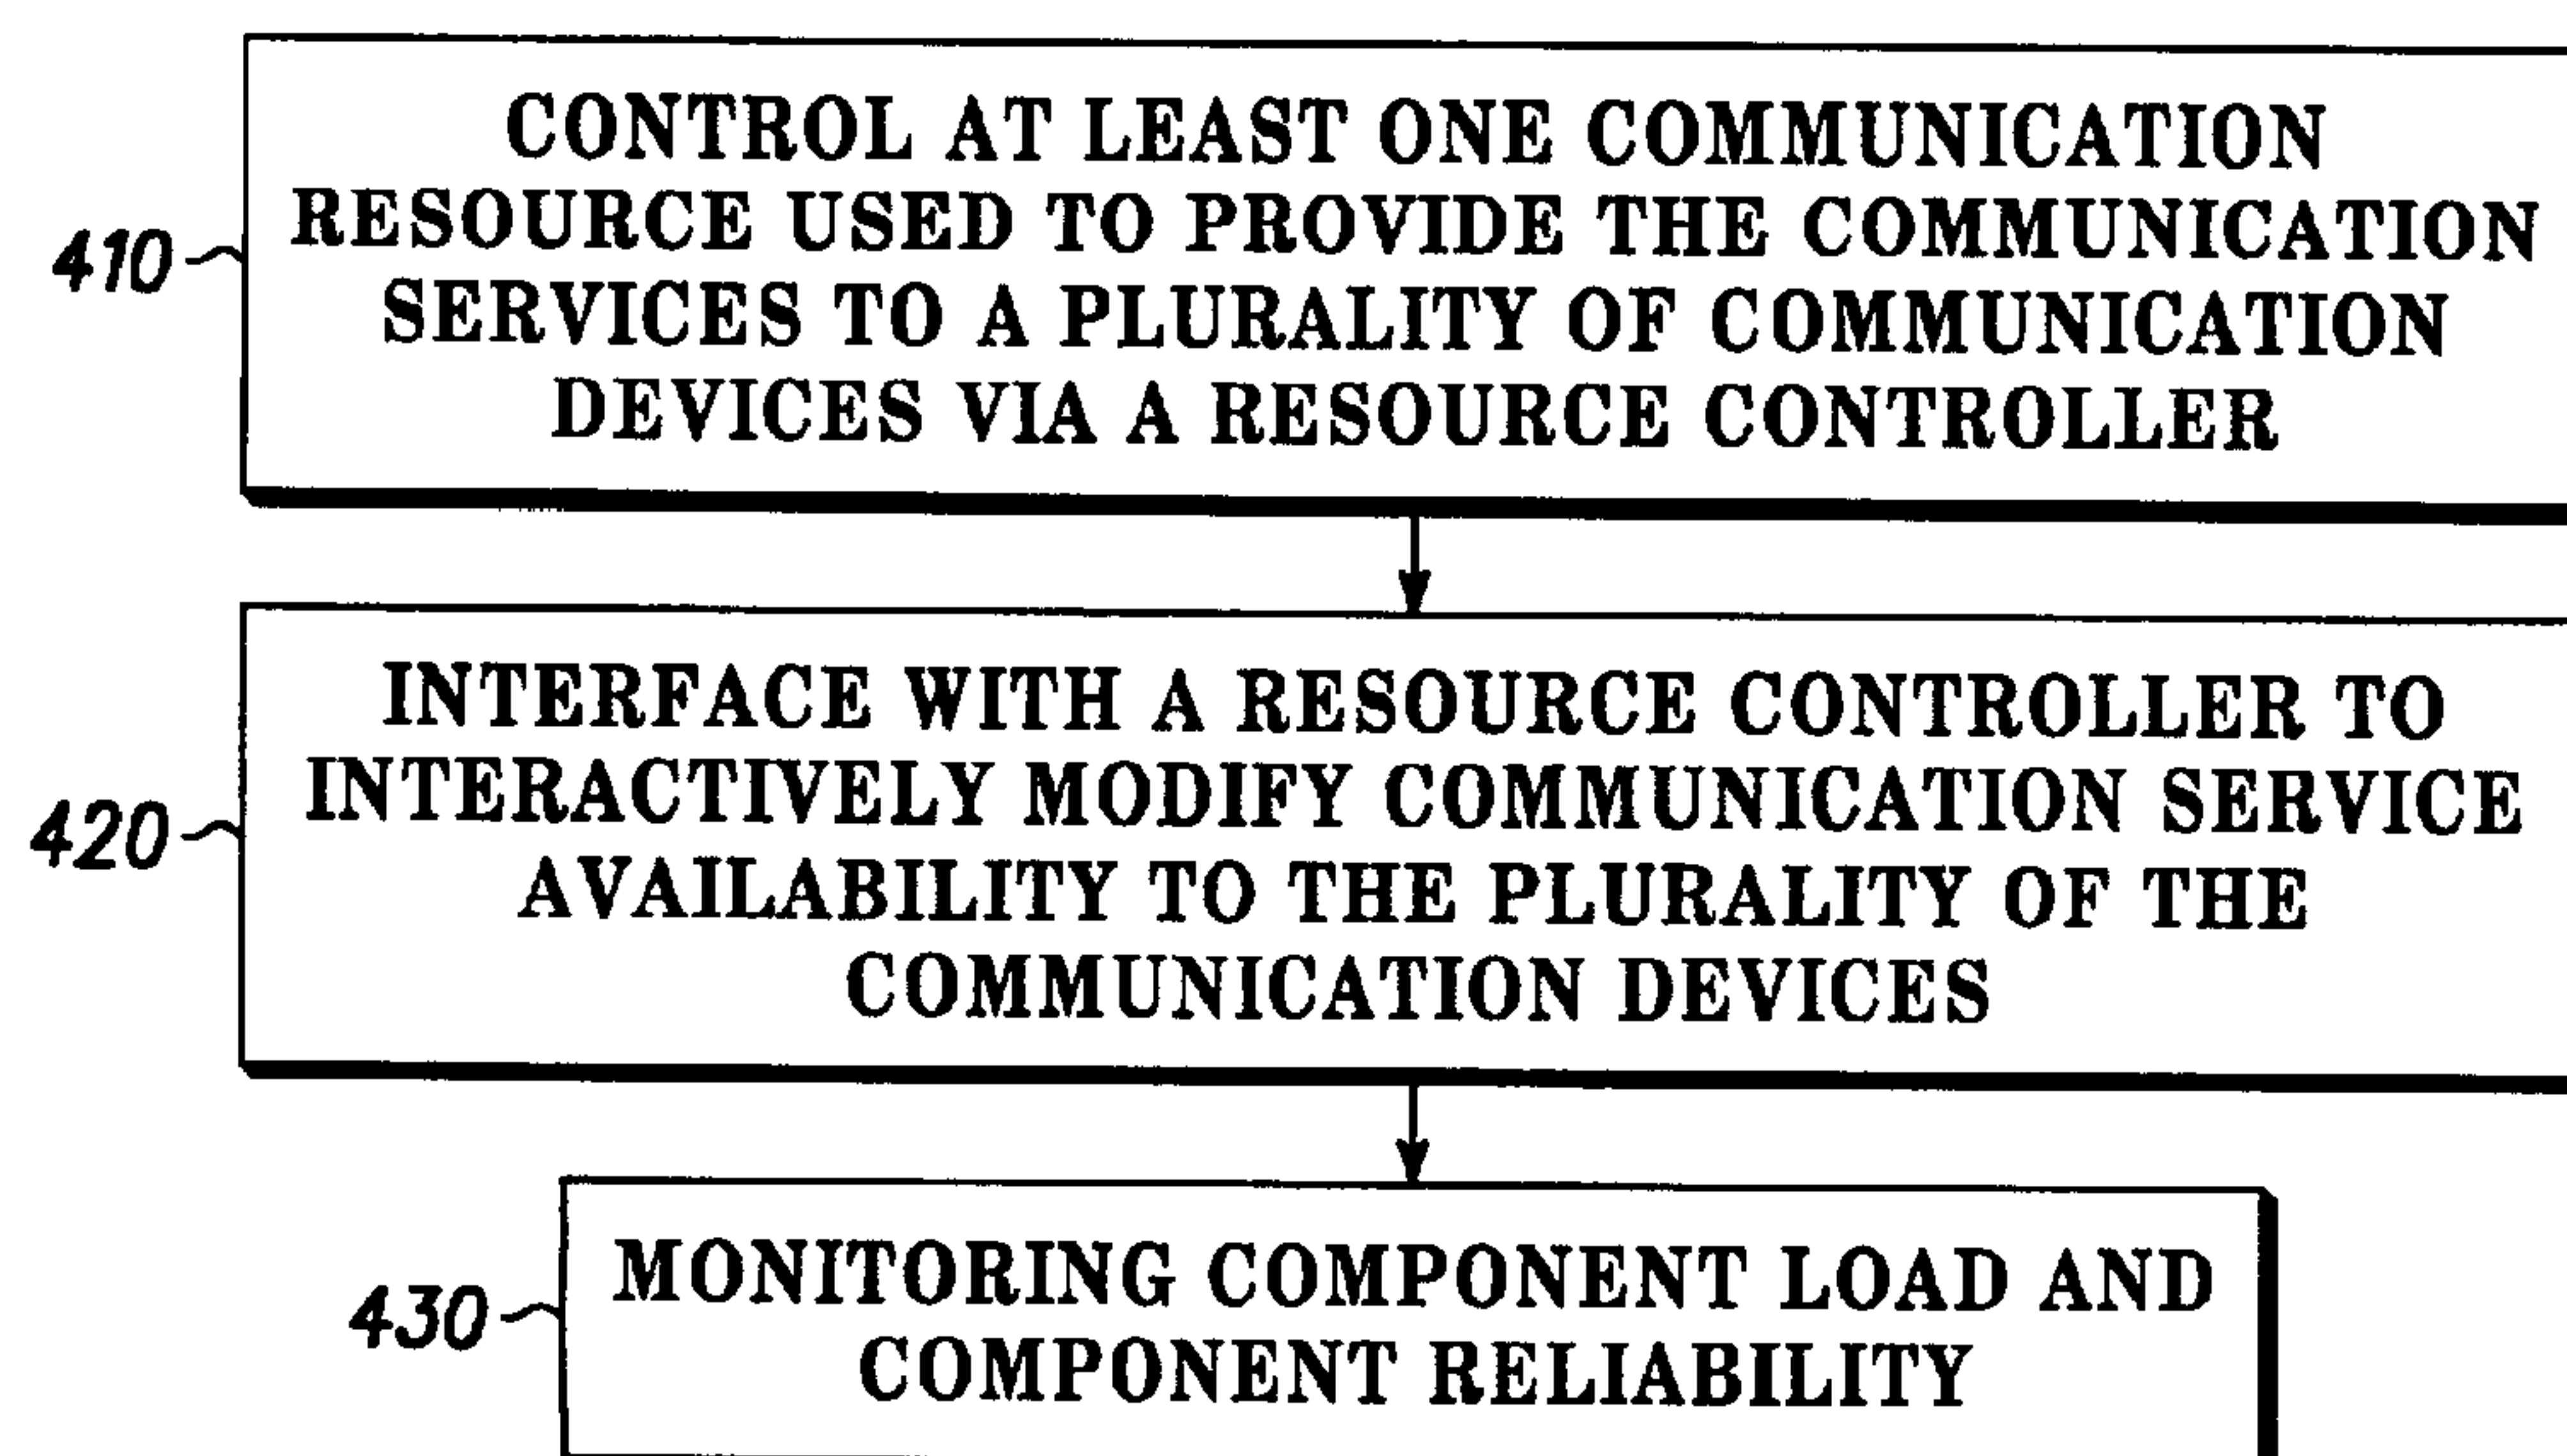 CONTROL AT LEAST ONE COMMUNICATION
RESOURCE USED TO PROVIDE THE COMMUNICATION
410
SERVICES TO A PLURALITY OF COMMUNICATION
DEVICES VIA A RESOURCE CONTROLLER
INTERFACE WITH A RESOURCE CONTROLLER TO
INTERACTIVELY MODIFY COMMUNICATION SERVICE
420
AVAILABILITY TO THE PLURALITY OF THE
COMMUNICATION DEVICES
MONITORING COMPONENT LOAD AND
430
COMPONENT RELIABILITY